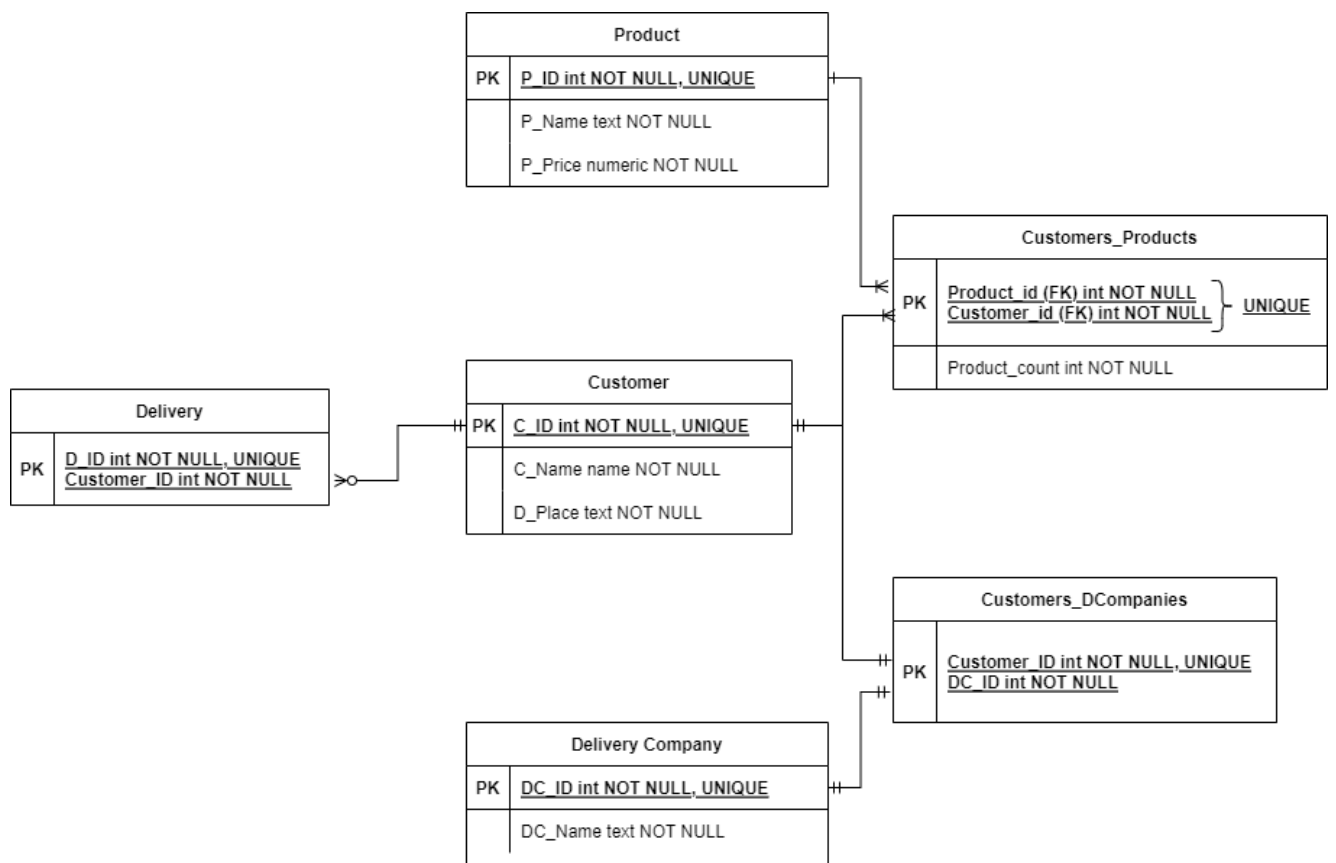 Product
PK P_ID int NOT NULL, UNIQUE
P_Name text NOT NULL
P_Price numeric NOT NULL
Customers_Products
PK
Product_id (FK) int NOT NULL
Customer_id (FK) int NOT NULL
UNIQUE
Product_count int NOT NULL
Customer
PK C_ID int NOT NULL, UNIQUE
C_Name name NOT NULL
D_Place text NOT NULL
Delivery
PK
D_ID int NOT NULL, UNIQUE
Customer_ID int NOT NULL
Customers_DCompanies
PK
Customer_ID int NOT NULL, UNIQUE
DC_ID int NOT NULL
Delivery Company
PK DC_ID int NOT NULL, UNIQUE
DC_Name text NOT NULL